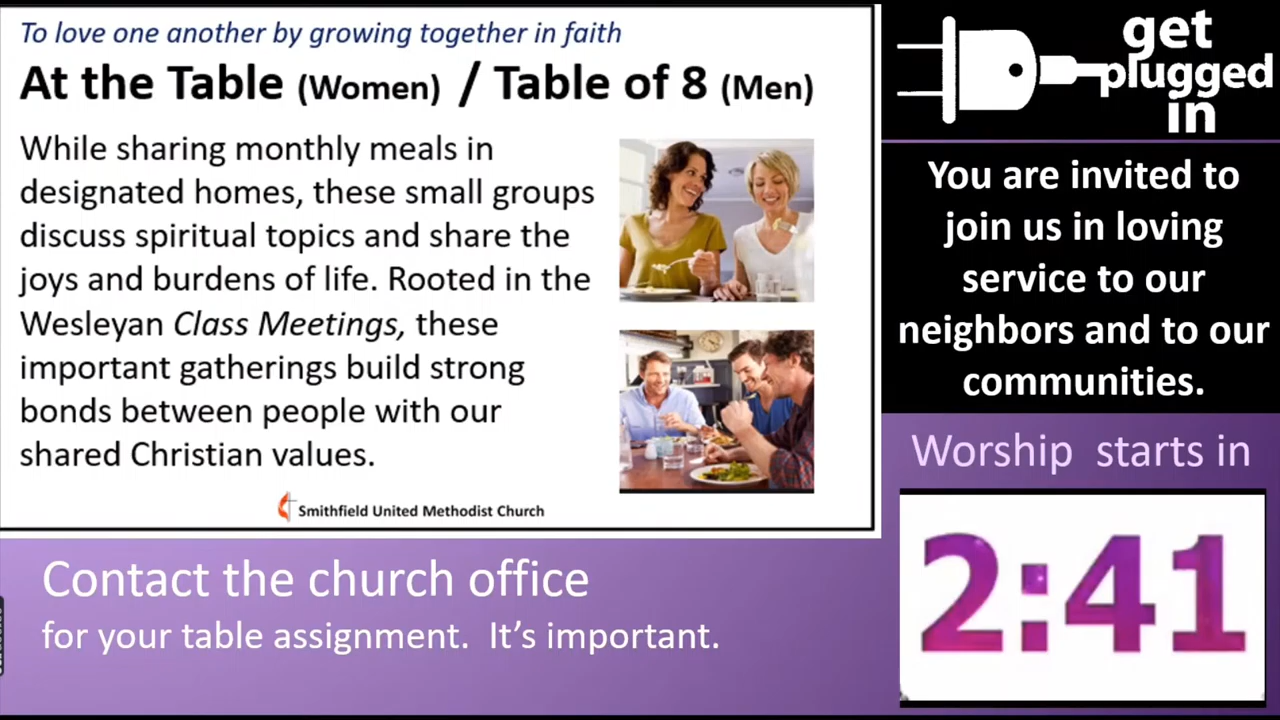 To love one another by growing together in faith
At the Table (Women) / Table of 8 (Men)
While sharing monthly meals in
designated homes, these small groups
discuss spiritual topics and share the
joys and burdens of life. Rooted in the
Wesleyan Class Meetings, these
important gatherings build strong
bonds between people with our
shared Christian values.
Smithfield United Methodist Church
Contact the church office
for your table assignment. It's important.
get
plugged
in
You are invited to
join us in loving
service to our
neighbors and to our
communities.
Worship starts in
2:41